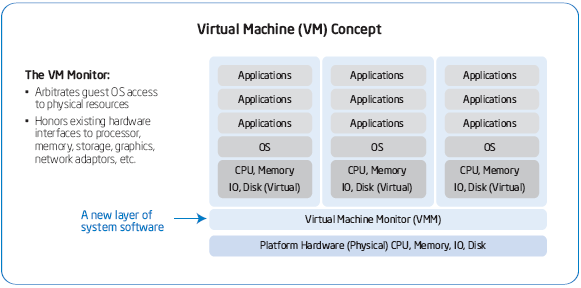 Virtual Machine (VM) Concept
The VM Monitor:
• Arbitrates guest OS access
to physical resources
• Honors existing hardware
interfaces to processor,
memory, storage, graphics,
network adaptors, etc.
A new layer of
system software
Applications
Applications
Applications
OS
CPU, Memory
IO, Disk (Virtual)
Applications
Applications
Applications
OS
CPU, Memory
IO, Disk (Virtual)
Applications
Applications
Applications
OS
CPU, Memory
IO, Disk (Virtual)
Virtual Machine Monitor (VMM)
Platform Hardware (Physical) CPU, Memory, IO, Disk